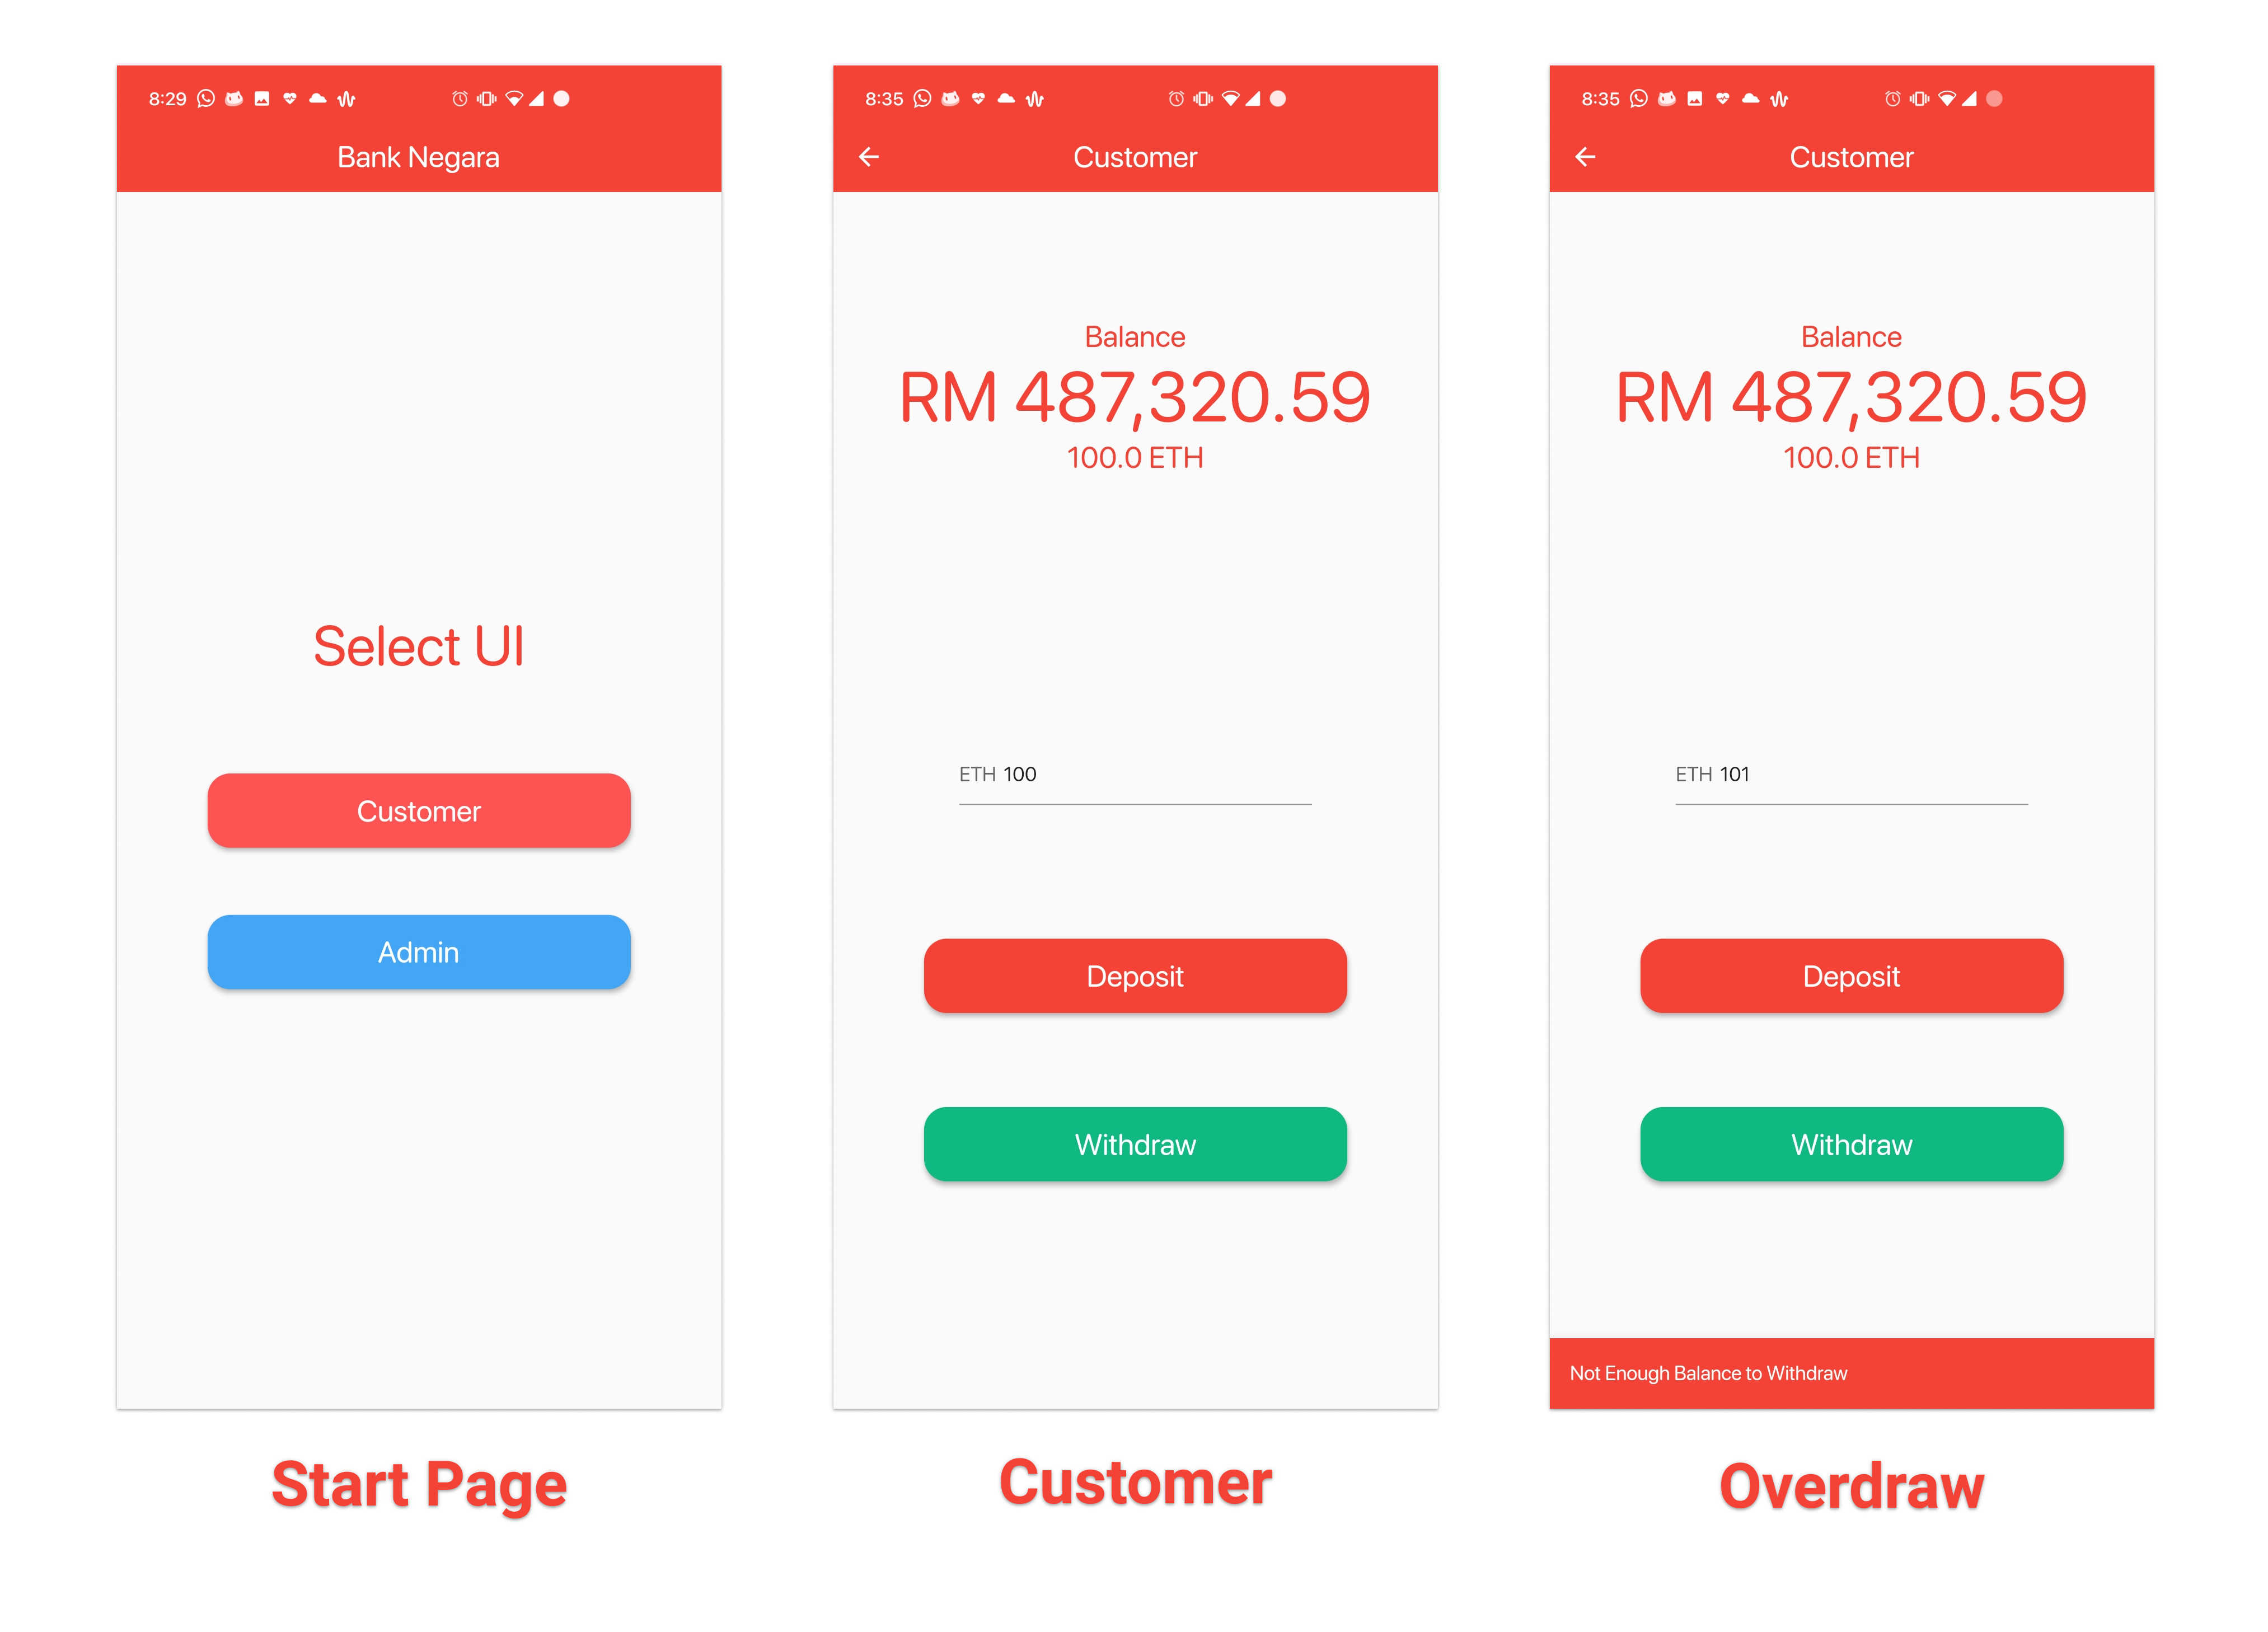 8:29
Bank Negara
Select UI
Customer
Admin
Start Page
8:35
Customer
Balance
RM 487,320.59
100.0 ETH
ETH 100
Deposit
Withdraw
Customer
8:35
Customer
Balance
RM 487,320.59
100.0 ETH
ETH 101
Deposit
Withdraw
Not Enough Balance to Withdraw
Overdraw